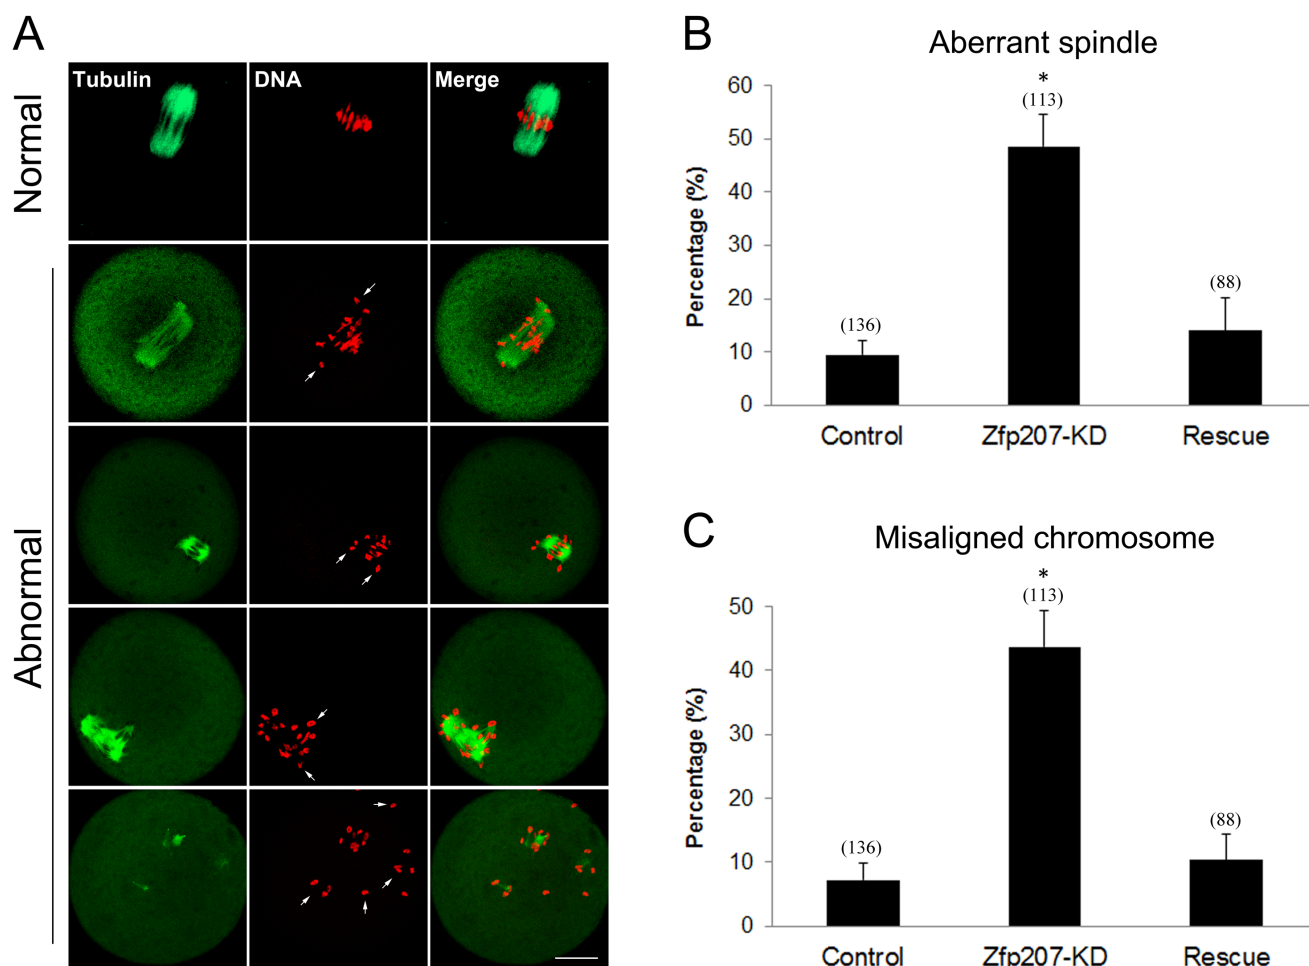 A
Normal
Abnormal
Tubulin DNA Merge
B
Aberrant spindle
Percentage (%)
60
50
40
30
20
10
0
(136)
*
(113)
(88)
Control Zfp207-KD Rescue
C
Misaligned chromosome
Percentage (%)
50
40
30
20
10
0
(136)
*
(113)
(88)
Control Zfp207-KD Rescue